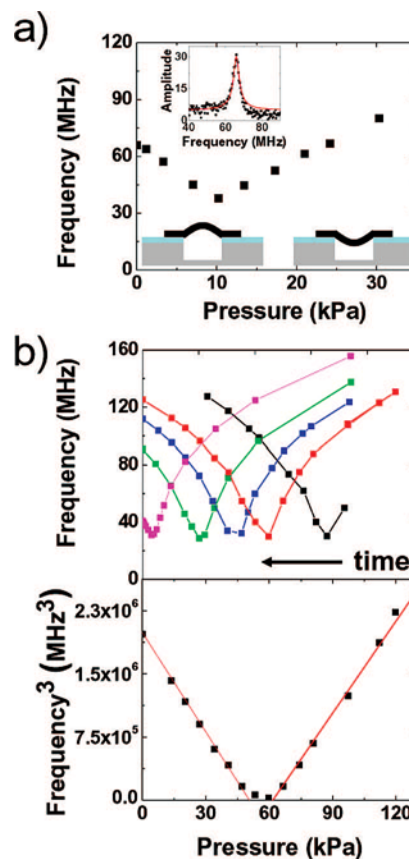 a)
120
90
60
30
0
Frequency (MHz)
30
15
0
Amplitude
40 60 80
Frequency (MHz)
0 10 20 30
Pressure (kPa)
b)
160
120
80
40
0
Frequency (MHz)
time
2.3x10⁶
1.5x10⁶
7.5x10⁵
0.0
Frequency³ (MHz³)
0 30 60 90 120
Pressure (kPa)